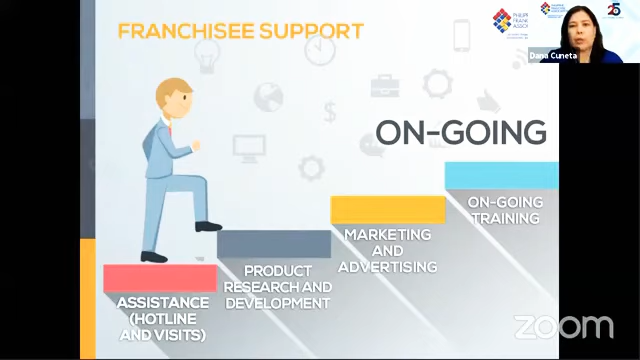 FRANCHISEE SUPPORT
Dana Cuneta
ON-GOING
ON-GOING
TRAINING
MARKETING
AND
ADVERTISING
PRODUCT
RESEARCH AND
DEVELOPMENT
ASSISTANCE
(HOTLINE
AND VISITS)
$
25
zoom